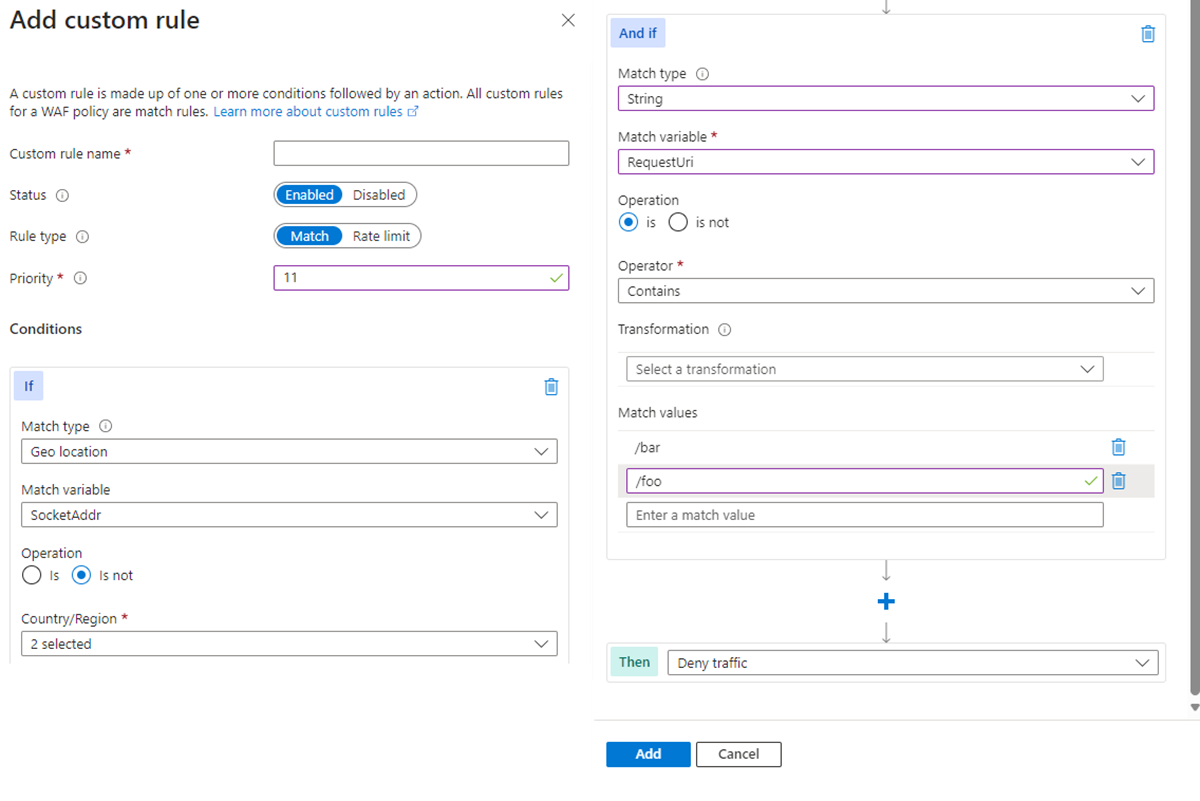 Add custom rule
A custom rule is made up of one or more conditions followed by an action. All custom rules
for a WAF policy are match rules. Learn more about custom rules
Custom rule name *
Status
Enabled Disabled
Rule type
Match Rate limit
Priority *
11
Conditions
If
Match type
Geo location
Match variable
SocketAddr
Operation
Is Is not
Country/Region *
2 selected
And if
Match type
String
Match variable *
RequestUri
Operation
is is not
Operator *
Contains
Transformation
Select a transformation
Match values
/bar
/foo
Enter a match value
Then
Deny traffic
Add Cancel